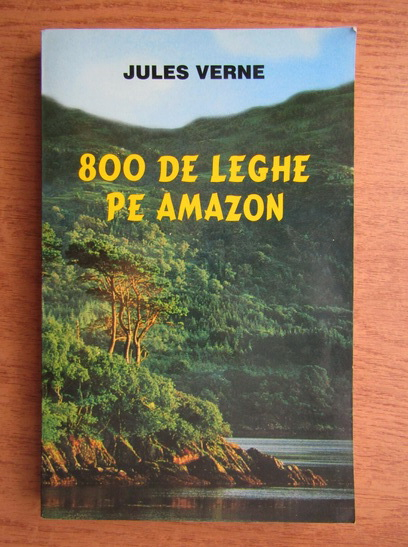 JULES VERNE
800 DE LEGHE
PE AMAZON